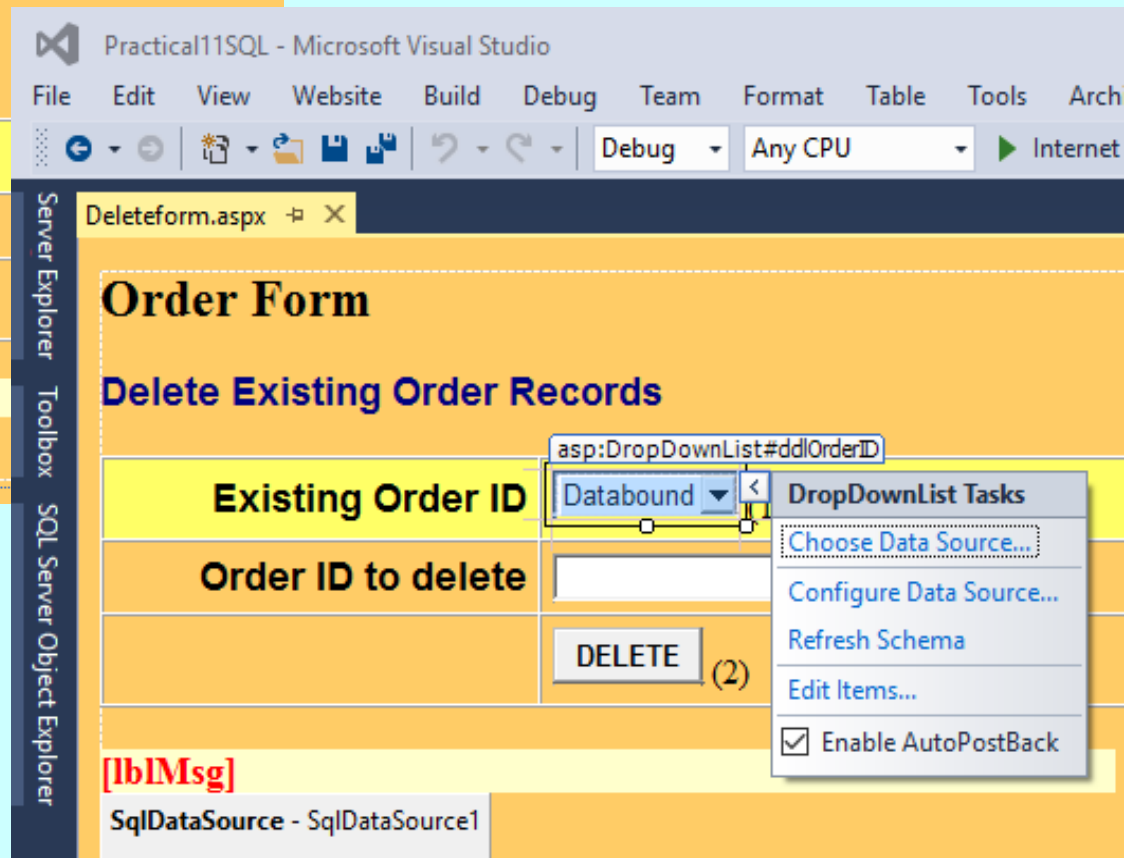 Practical11SQL - Microsoft Visual Studio
File Edit View Website Build Debug Team Format Table Tools
Debug Any CPU Internet
Server Explorer
Toolbox
SQL Server Object Explorer
Deleteform.aspx
Order Form
Delete Existing Order Records
asp:DropDownList#ddlOrderID
Existing Order ID Databound
DropDownList Tasks
Choose Data Source...
Configure Data Source...
Refresh Schema
Edit Items...
Enable AutoPostBack
Order ID to delete
DELETE (2)
[lblMsg]
SqlDataSource - SqlDataSource1